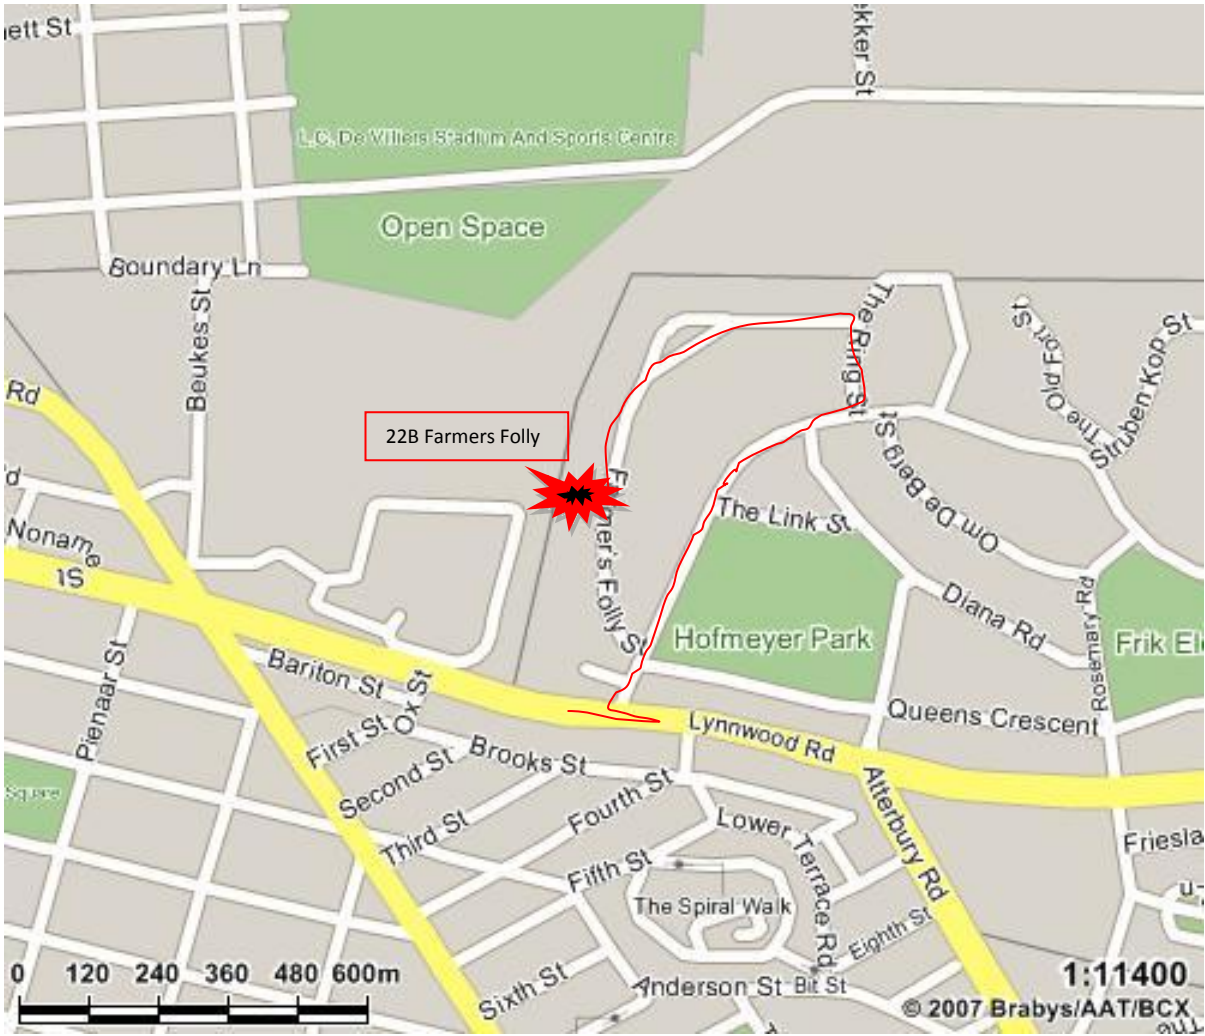 ett St
ekker St
L.C. De Villiers Stadium And Sports Centre
Open Space
Boundary Ln
Beukes St
The Ring St
The Old Fort St
Struben Kop St
Rd
22B Farmers Folly
Farmer's Folly St
Om De Berg St
The Link St
d
Noname
St
Diana Rd
Rosemary Rd
Hofmeyer Park
Frik El
Pienaar St
Bariton St
Ox St
Queens Crescent
First St
Lynnwood Rd
Brooks St
Second St
Square
Third St
Fourth St
Atterbury Rd
Lower Terrace Rd
Friesla
Fifth St
The Spiral Walk
Eighth St
Sixth St
Anderson St
Bit St
0 120 240 360 480 600m
1:11400
© 2007 Brabys/AAT/BCX